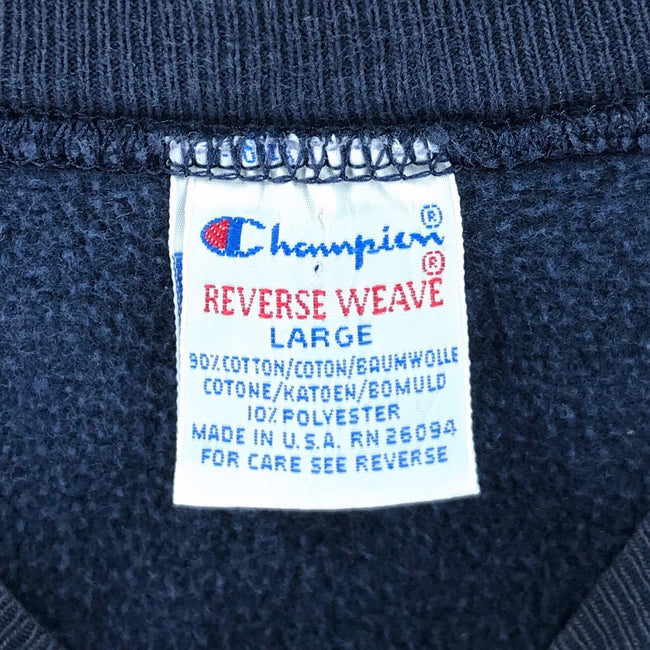 Champion®
REVERSE WEAVE®
LARGE
90% COTTON/COTON/BAUMWOLLE
COTONE/KATOEN/BOMULD
10% POLYESTER
MADE IN U.S.A. RN 26094
FOR CARE SEE REVERSE